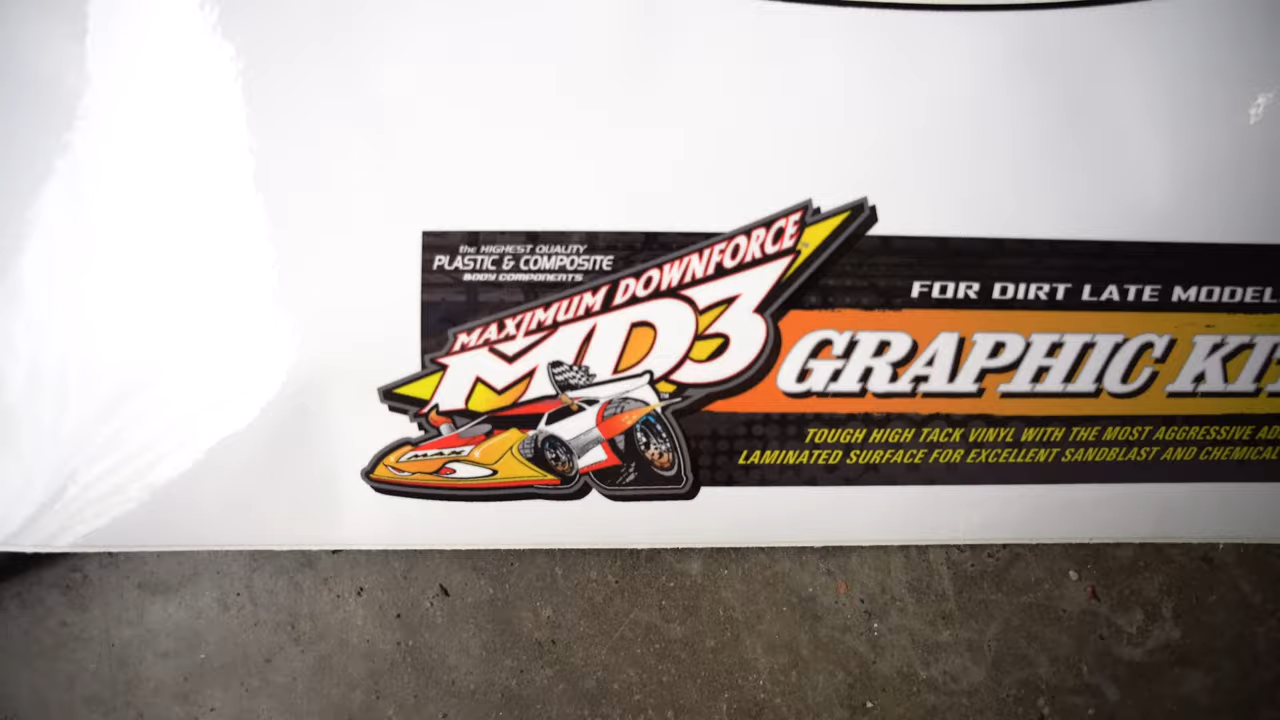 the HIGHEST QUALITY
PLASTIC & COMPOSITE
BODY COMPONENTS
MAXIMUM DOWNFORCE
MD3
TM
MAX
FOR DIRT LATE MODEL
GRAPHIC KI
TOUGH HIGH TACK VINYL WITH THE MOST AGGRESSIVE AD
LAMINATED SURFACE FOR EXCELLENT SANDBLAST AND CHEMICAL